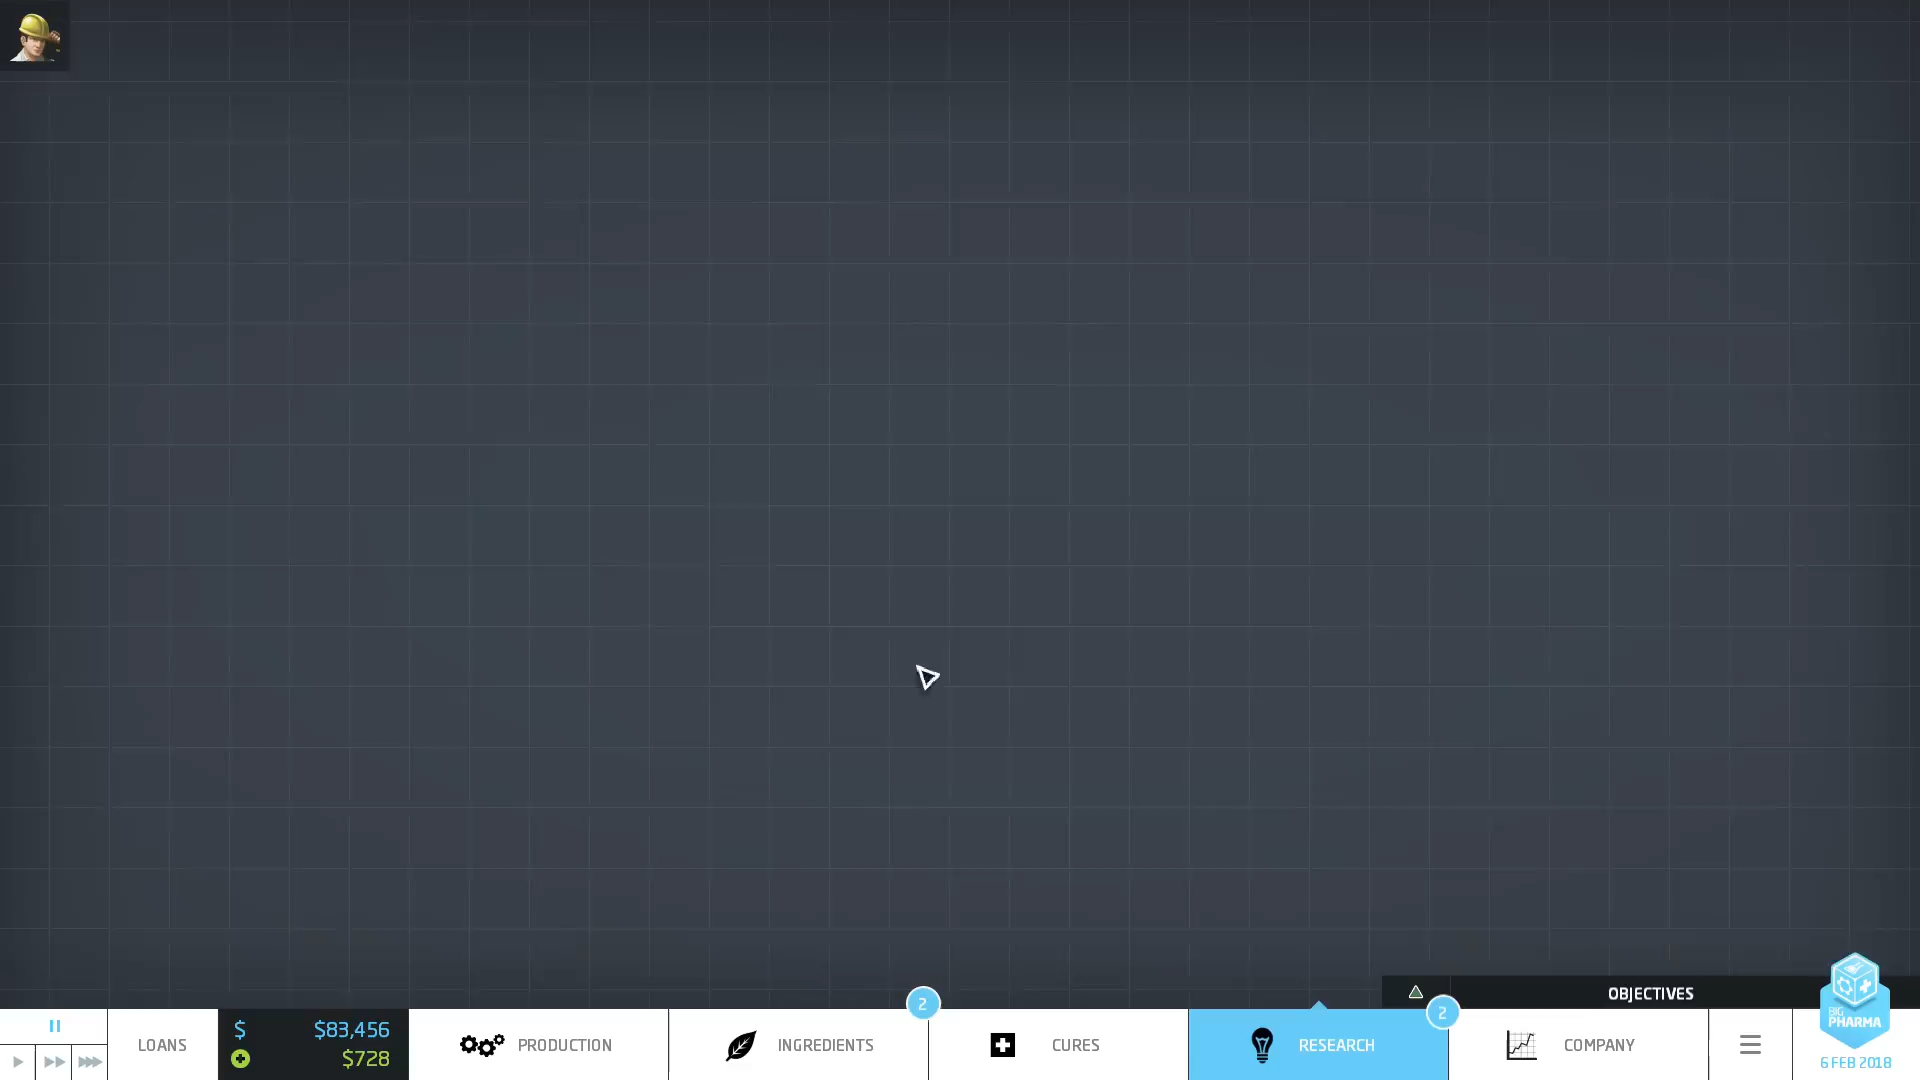 OBJECTIVES
2
2
LOANS
$ $83,456
$728
PRODUCTION
INGREDIENTS
CURES
RESEARCH
COMPANY
BIG
PHARMA
6 FEB 2018